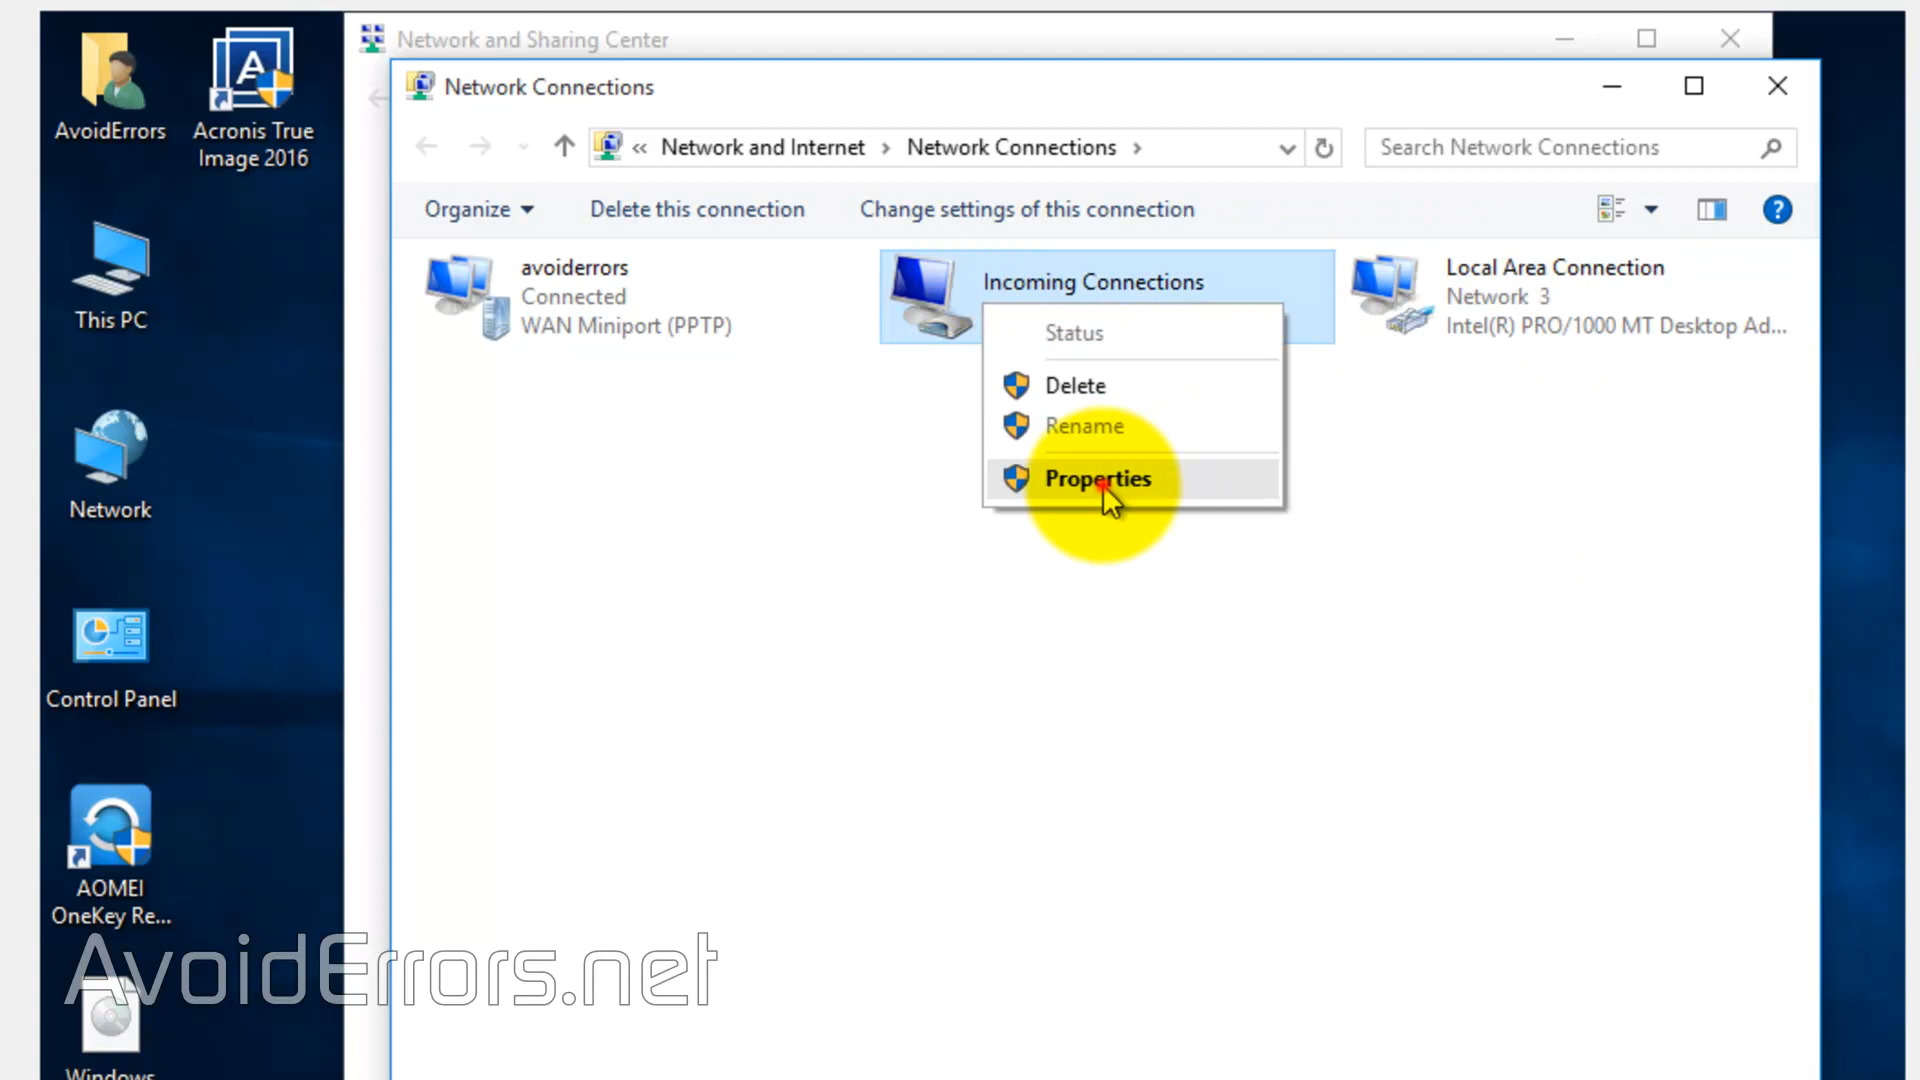 AvoidErrors
Acronis True
Image 2016
This PC
Network
Control Panel
AOMEI
OneKey Re...
Windows
Network and Sharing Center
Network Connections
« Network and Internet > Network Connections >
Search Network Connections
Organize
Delete this connection
Change settings of this connection
avoiderrors
Connected
WAN Miniport (PPTP)
Incoming Connections
Local Area Connection
Network 3
Intel(R) PRO/1000 MT Desktop Ad...
Status
Delete
Rename
Properties
AvoidErrors.net